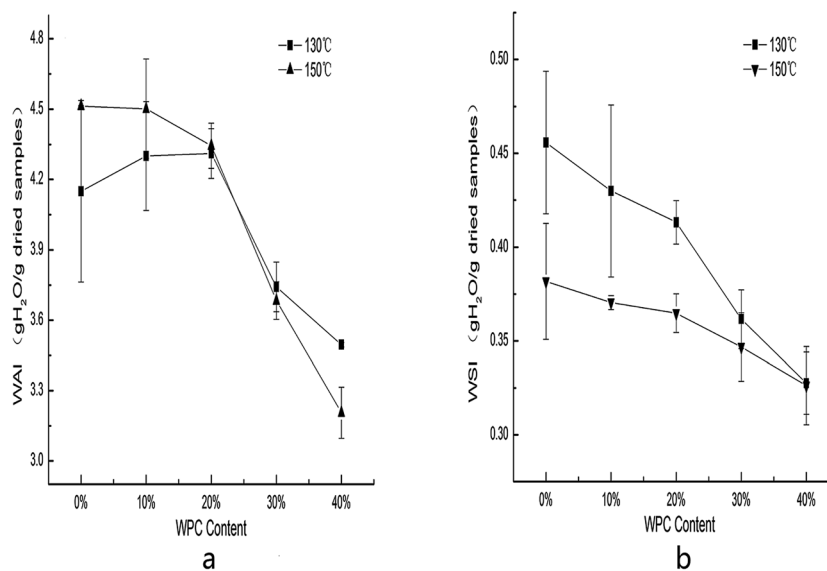 4.8
4.5
4.2
3.9
3.6
3.3
3.0
WAI （gH₂O/g dried samples）
130℃
150℃
0% 10% 20% 30% 40%
WPC Content
a
0.50
0.45
0.40
0.35
0.30
WSI （gH₂O/g dried samples）
130℃
150℃
0% 10% 20% 30% 40%
WPC Content
b